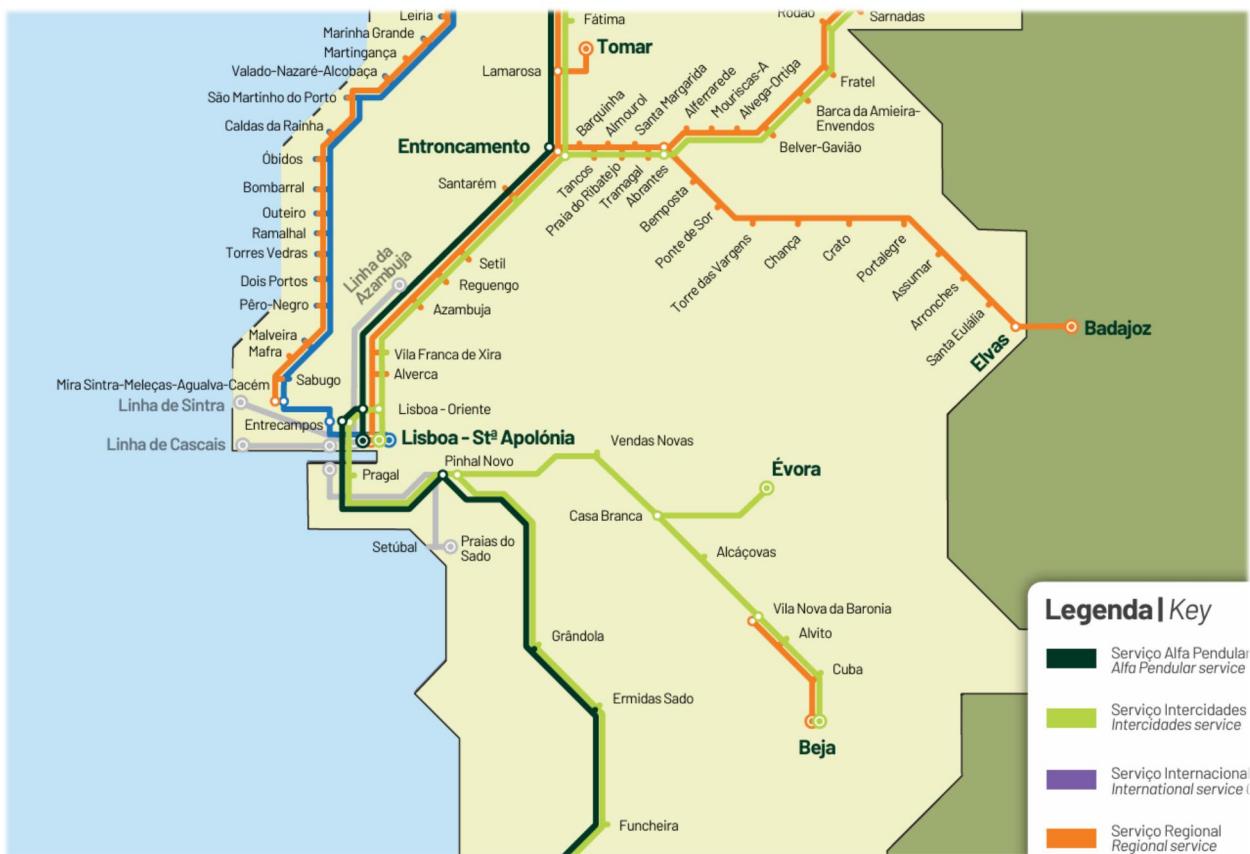 Leiria
Marinha Grande
Martingança
Valado-Nazaré-Alcobaça
São Martinho do Porto
Caldas da Rainha
Óbidos
Bombarral
Outeiro
Ramalhal
Torres Vedras
Dois Portos
Pêro-Negro
Malveira
Mafra
Mira Sintra-Meleças-Agualva-Cacém
Sabugo
Linha de Sintra
Entrecampos
Linha de Cascais
Fátima
Tomar
Lamarosa
Entroncamento
Santarém
Linha da
Azambuja
Setil
Reguengo
Azambuja
Vila Franca de Xira
Alverca
Lisboa - Oriente
Lisboa - Stª Apolónia
Barquinha
Almourol
Santa Margarida
Alferrarede
Mouriscas-A
Alvega-Ortiga
Rodão
Sarnadas
Fratel
Barca da Amieira-
Envendos
Belver-Gavião
Tancos
Praia do Ribatejo
Tramagal
Abrantes
Bemposta
Ponte de Sor
Torre das Vargens
Chança
Crato
Portalegre
Assumar
Arronches
Santa Eulália
Elvas
Badajoz
Pragal
Pinhal Novo
Vendas Novas
Évora
Casa Branca
Setúbal
Praias do
Sado
Alcáçovas
Vila Nova da Baronia
Alvito
Cuba
Beja
Grândola
Ermidas Sado
Funcheira
Legenda | Key
Serviço Alfa Pendular
Alfa Pendular service
Serviço Intercidades
Intercidades service
Serviço Internacional
International service (
Serviço Regional
Regional service